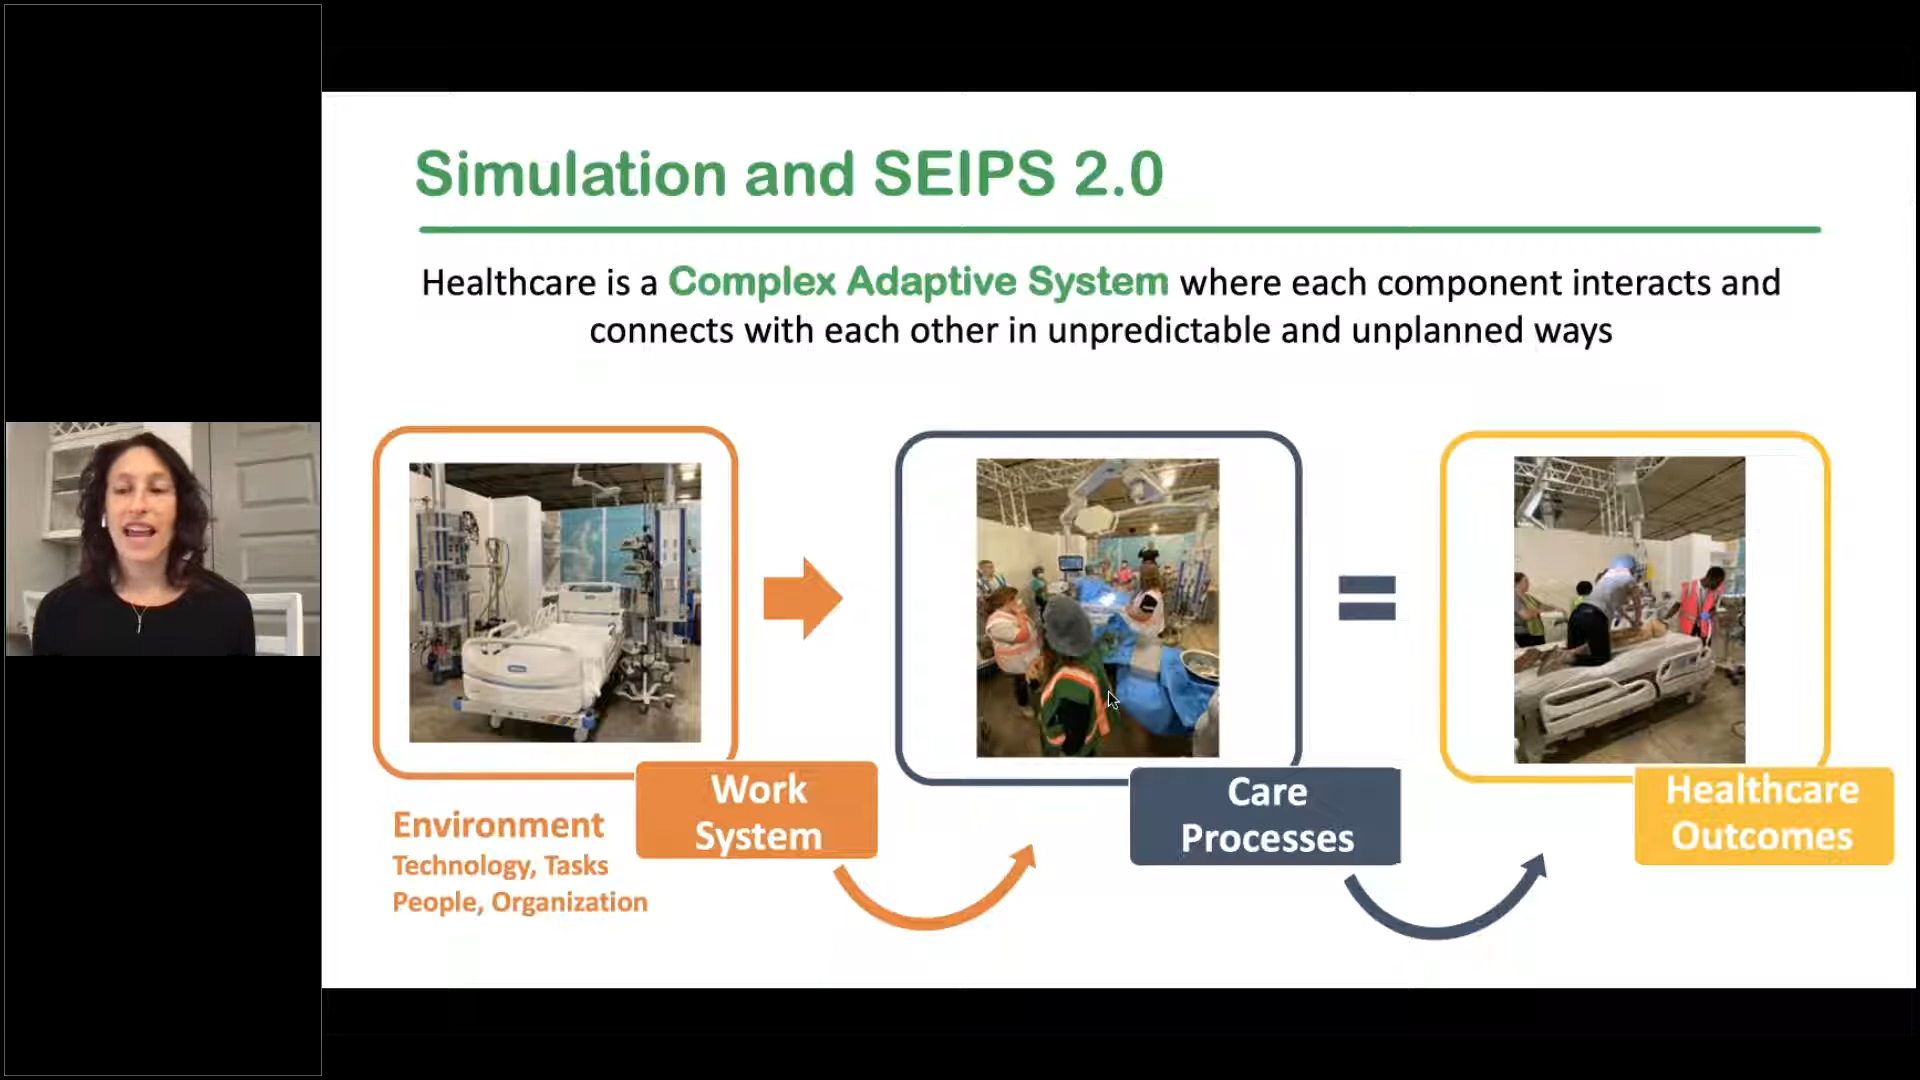 Simulation and SEIPS 2.0
Healthcare is a Complex Adaptive System where each component interacts and
connects with each other in unpredictable and unplanned ways
Work
System
Environment
Technology, Tasks
People, Organization
Care
Processes
Healthcare
Outcomes